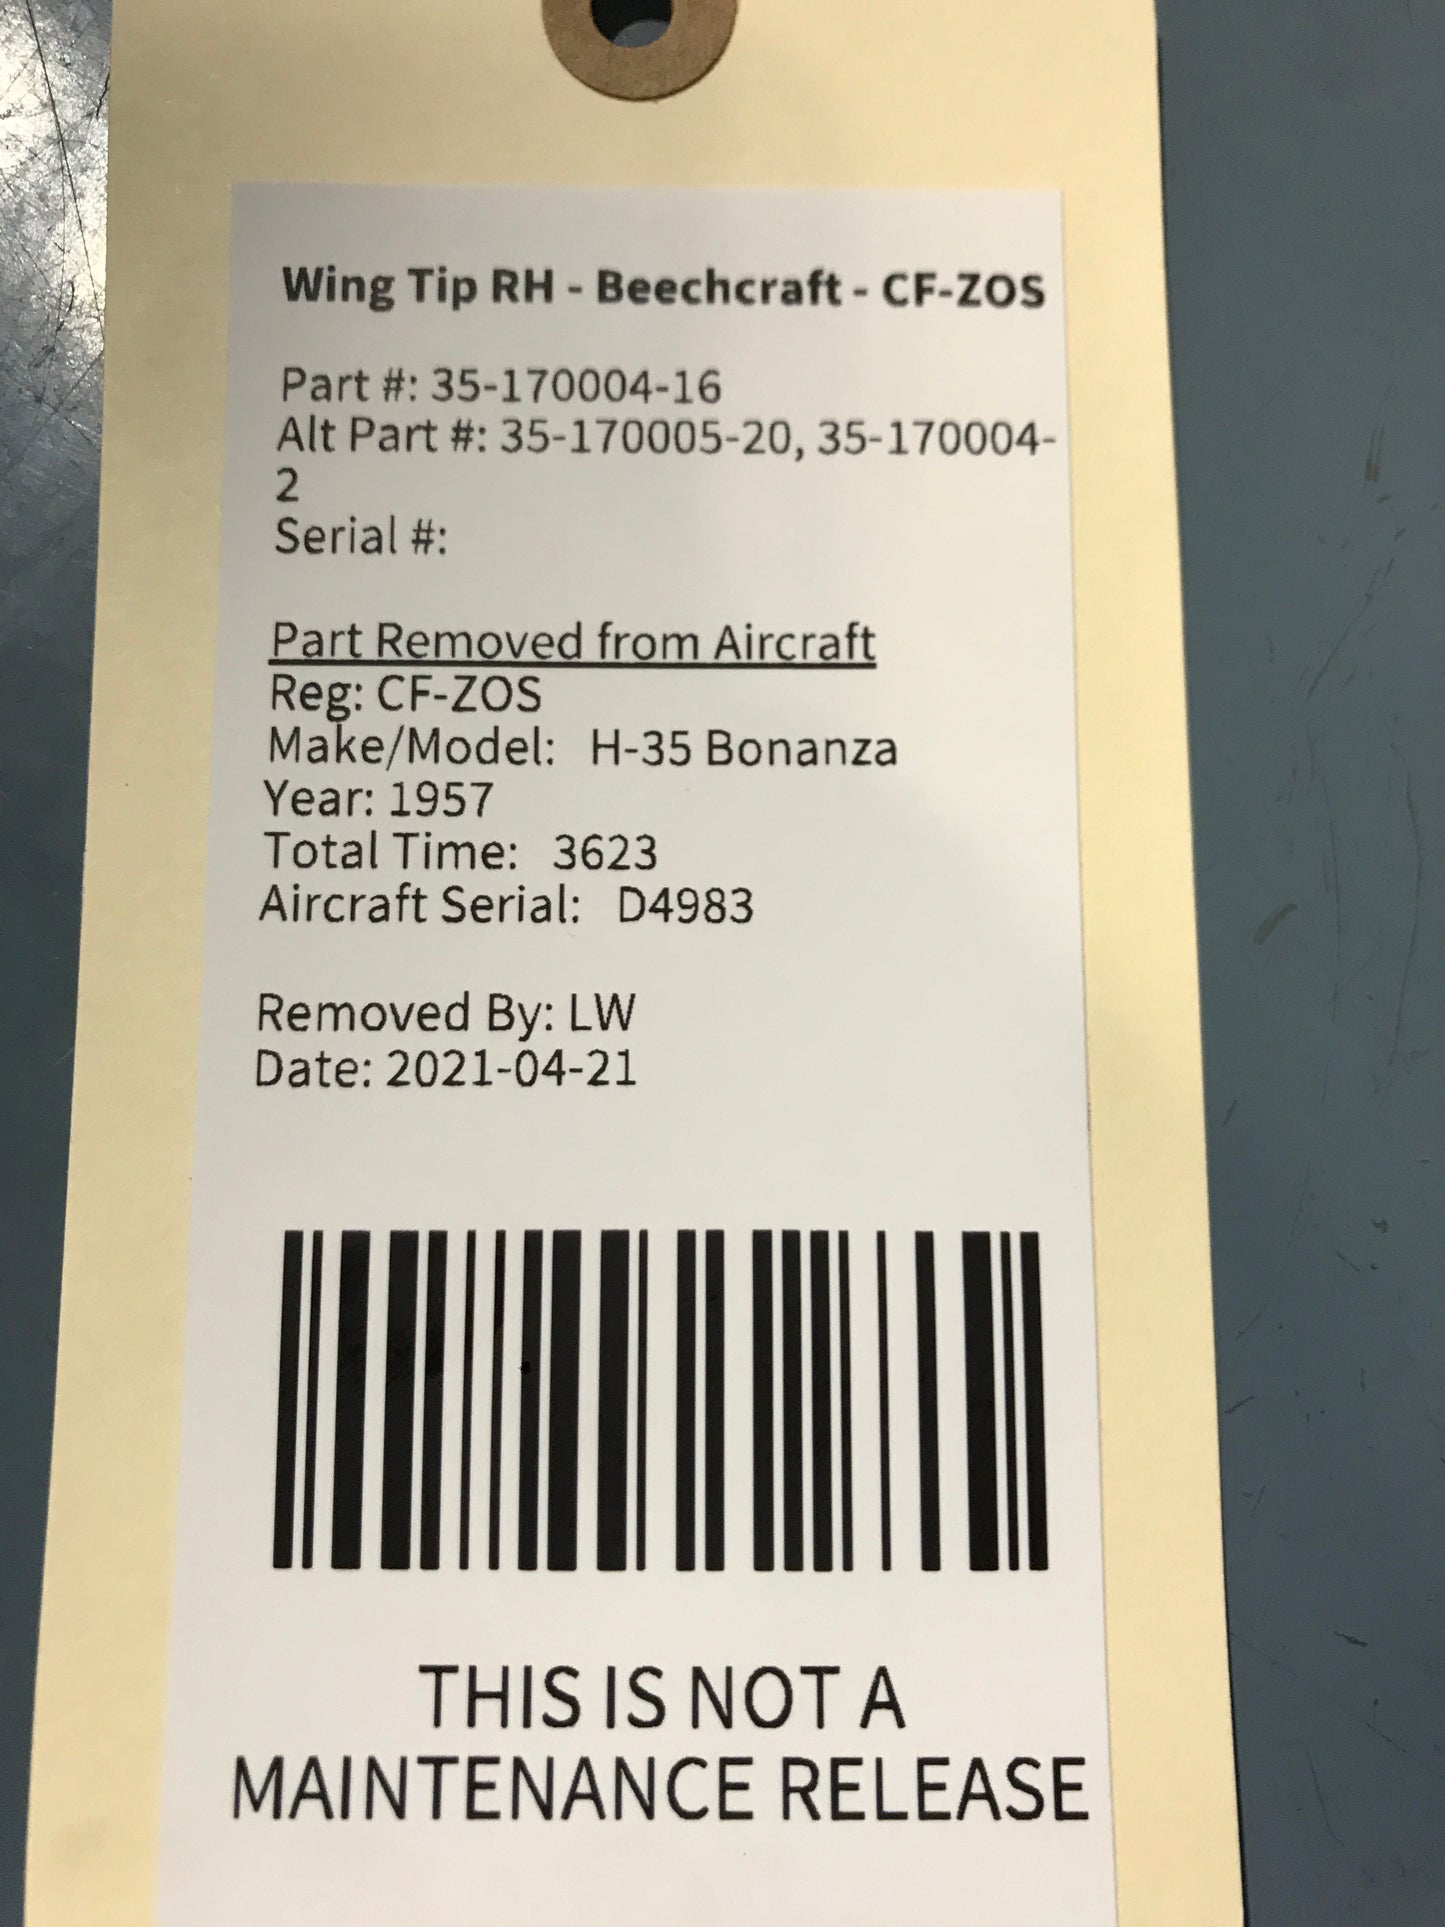 Wing Tip RH - Beechcraft - CF-ZOS
Part #: 35-170004-16
Alt Part #: 35-170005-20, 35-170004-
2
Serial #:
Part Removed from Aircraft
Reg: CF-ZOS
Make/Model: H-35 Bonanza
Year: 1957
Total Time: 3623
Aircraft Serial: D4983
Removed By: LW
Date: 2021-04-21
THIS IS NOT A
MAINTENANCE RELEASE